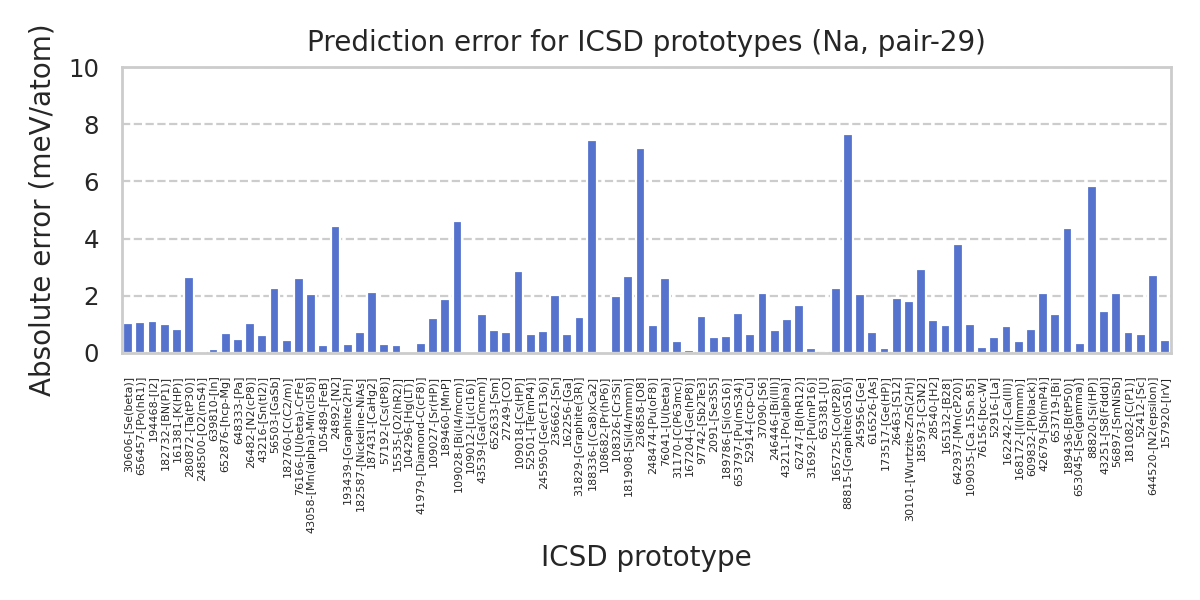 Prediction error for ICSD prototypes (Na, pair-29)
Absolute error (meV/atom)
10
8
6
4
2
0
30606-[Se(beta)]
656457-[Po(hR1)]
194468-[I2]
182732-[BN(P1)]
16381-[K(HP)]
280872-[Ta(tP30)]
248500-[O2(mS4)]
639810-[In]
652876-[hcp-Mg]
64833-[Pa]
26482-[N2(cP8)]
43216-[Sn(tI2)]
56503-[GaSb]
182760-[C(C2/m)]
76166-[U(beta)-CrFe]
43058-[Mn(alpha)-Mn(cI58)]
105489-[FeB]
24892-[N2]
193439-[Graphite(2H)]
182587-[Nickeline-NiAs]
187431-[CaHg2]
57192-[Cs(tP8)]
15535-[O2(hR2)]
104296-[Hg(LT)]
41979-[Diamond-C(cF8)]
109027-[Sr(HP)]
189460-[MnP]
109028-[Bi(I4/mcm)]
109012-[Li(cI16)]
43539-[Ga(Cmcm)]
652633-[Sm]
27249-[CO]
109018-[Cs(HP)]
52501-[Te(mP4)]
245950-[Ge(cF136)]
236662-[Sn]
162256-[Ga]
31829-[Graphite(3R)]
188336-[(Ca8)xCa2]
108682-[Pr(hP6)]
108326-[Cr3Si]
181908-[Si(I4/mmm)]
236858-[O8]
248474-[Pu(oF8)]
76041-[U(beta)]
31170-[C(P63mc)]
167204-[Ge(hP8)]
97742-[Sb2Te3]
2091-[Se3S5]
189786-[Si(oS16)]
653797-[Pu(mS34)]
52914-[ccp-Cu]
37090-[S6]
246446-[Bi(III)]
43211-[Po(alpha)]
62747-[B(hR12)]
31692-[Pu(mP16)]
653381-[U]
165725-[Co(tP28)]
88815-[Graphite(oS16)]
245956-[Ge]
616526-[As]
173517-[Ge(HP)]
26463-[S12]
30101-[Wurtzite-ZnS(2H)]
185973-[C3N2]
28540-[H2]
165132-[B28]
642937-[Mn(cP20)]
109035-[Ca.15Sn.85]
76156-[bcc-W]
52916-[La]
162242-[Ca(III)]
168172-[I(Immm)]
609832-[P(black)]
42679-[Sb(mP4)]
653719-[Bi]
189436-[B(tP50)]
653045-[Se(gamma)]
88820-[Si(HP)]
43251-[S8(Fddd)]
56897-[SmNiSb]
181082-[C(P1)]
52412-[Sc]
644520-[N2(epsilon)]
157920-[IrV]
ICSD prototype